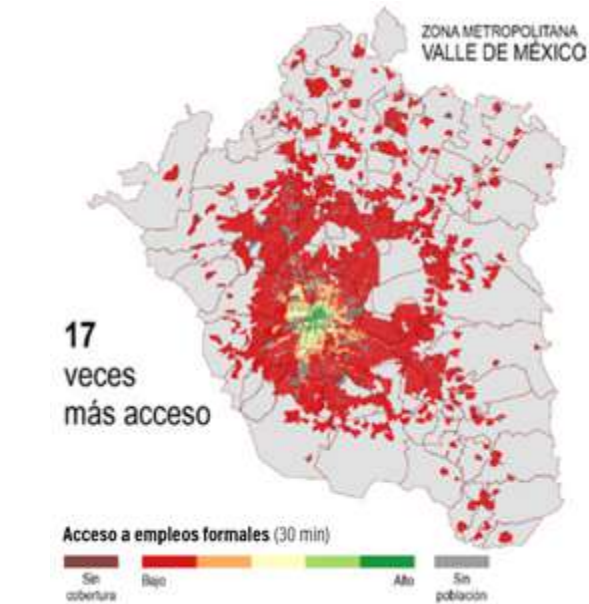 ZONA METROPOLITANA
VALLE DE MÉXICO
17
veces
más acceso
Acceso a empleos formales (30 min)
Sin
cobertura
Bajo
Alto
Sin
población